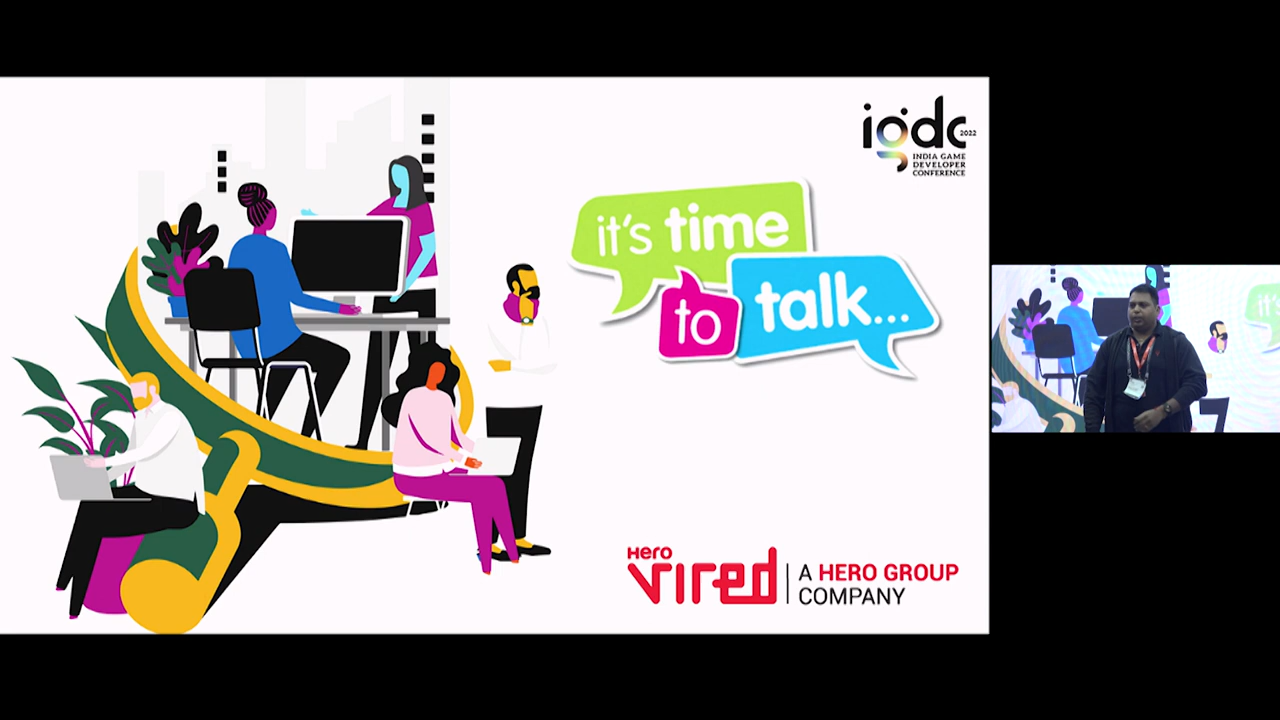 igdc 2022
INDIA GAME
DEVELOPER
CONFERENCE
it's time
to talk...
Hero
vired
A HERO GROUP
COMPANY